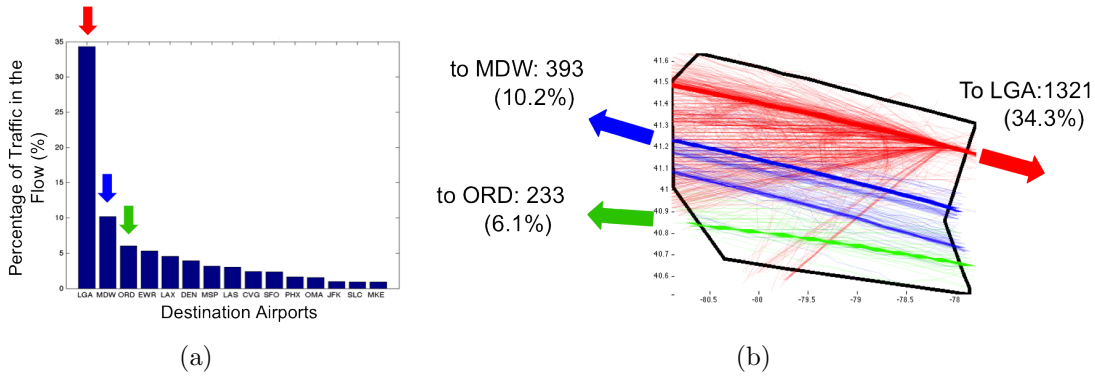 35
30
25
20
15
10
5
0
Percentage of Traffic in the
Flow (%)
LGA MDW ORD EWR LAX DEN MSP LAS CVG SFO PHX OMA JFK SLC MKE
Destination Airports
(a)
to MDW: 393
(10.2%)
to ORD: 233
(6.1%)
To LGA:1321
(34.3%)
41.6
41.5
41.4
41.3
41.2
41.1
41
40.9
40.8
40.7
40.6
-80.5 -80 -79.5 -79 -78.5 -78
(b)